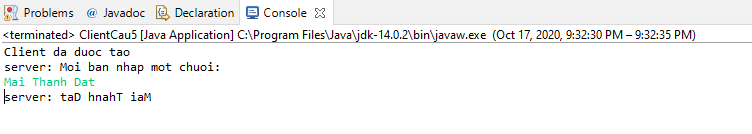 Problems @ Javadoc Declaration Console
<terminated> ClientCau5 [Java Application] C:\Program Files\Java\jdk-14.0.2\bin\javaw.exe (Oct 17, 2020, 9:32:30 PM – 9:32:35 PM)
Client da duoc tao
server: Moi ban nhap mot chuoi:
Mai Thanh Dat
server: taD hnahT iaM